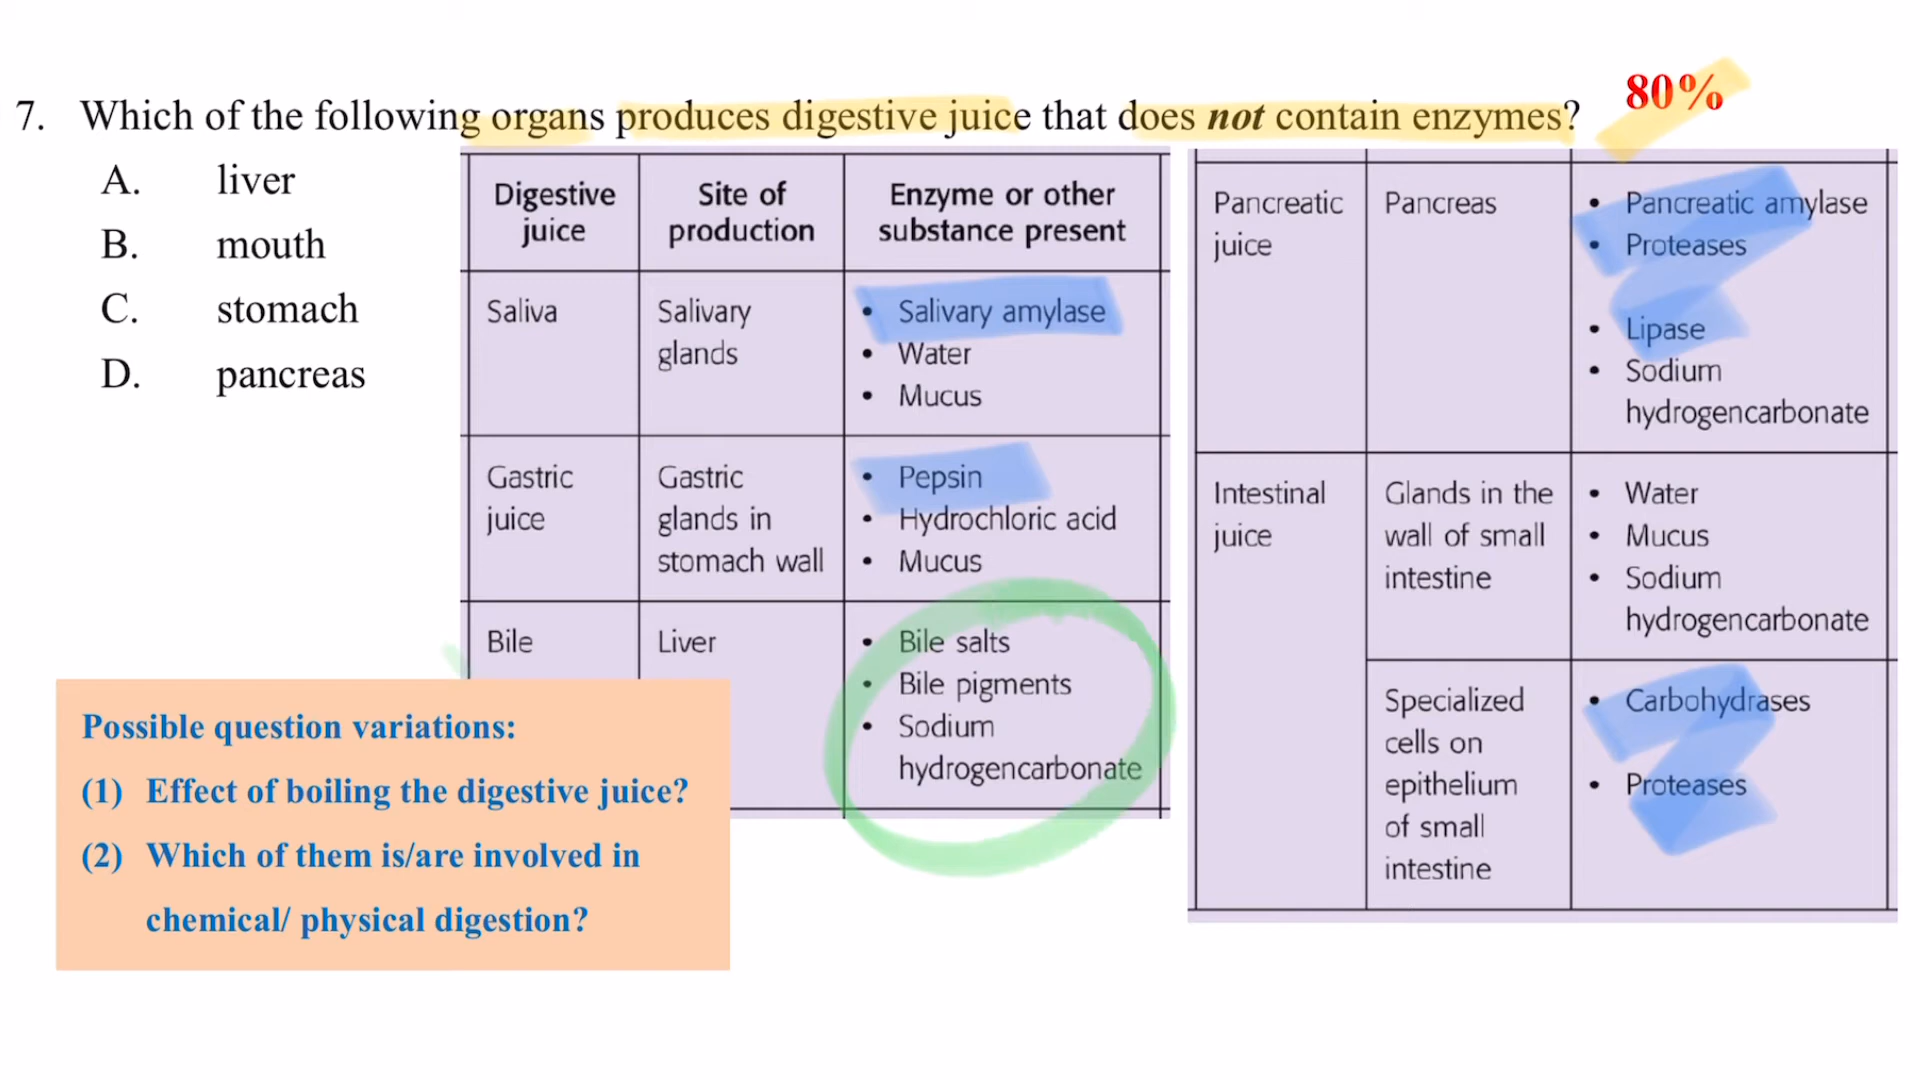 80%
7. Which of the following organs produces digestive juice that does not contain enzymes?
A. liver
B. mouth
C. stomach
D. pancreas
Digestive juice
Site of production
Enzyme or other substance present
Saliva
Salivary glands
• Salivary amylase
• Water
• Mucus
Gastric juice
Gastric glands in stomach wall
• Pepsin
• Hydrochloric acid
• Mucus
Bile
Liver
• Bile salts
• Bile pigments
• Sodium hydrogencarbonate
Pancreatic juice
Pancreas
• Pancreatic amylase
• Proteases
• Lipase
• Sodium hydrogencarbonate
Intestinal juice
Glands in the wall of small intestine
• Water
• Mucus
• Sodium hydrogencarbonate
Specialized cells on epithelium of small intestine
• Carbohydrases
• Proteases
Possible question variations:
(1) Effect of boiling the digestive juice?
(2) Which of them is/are involved in
chemical/ physical digestion?